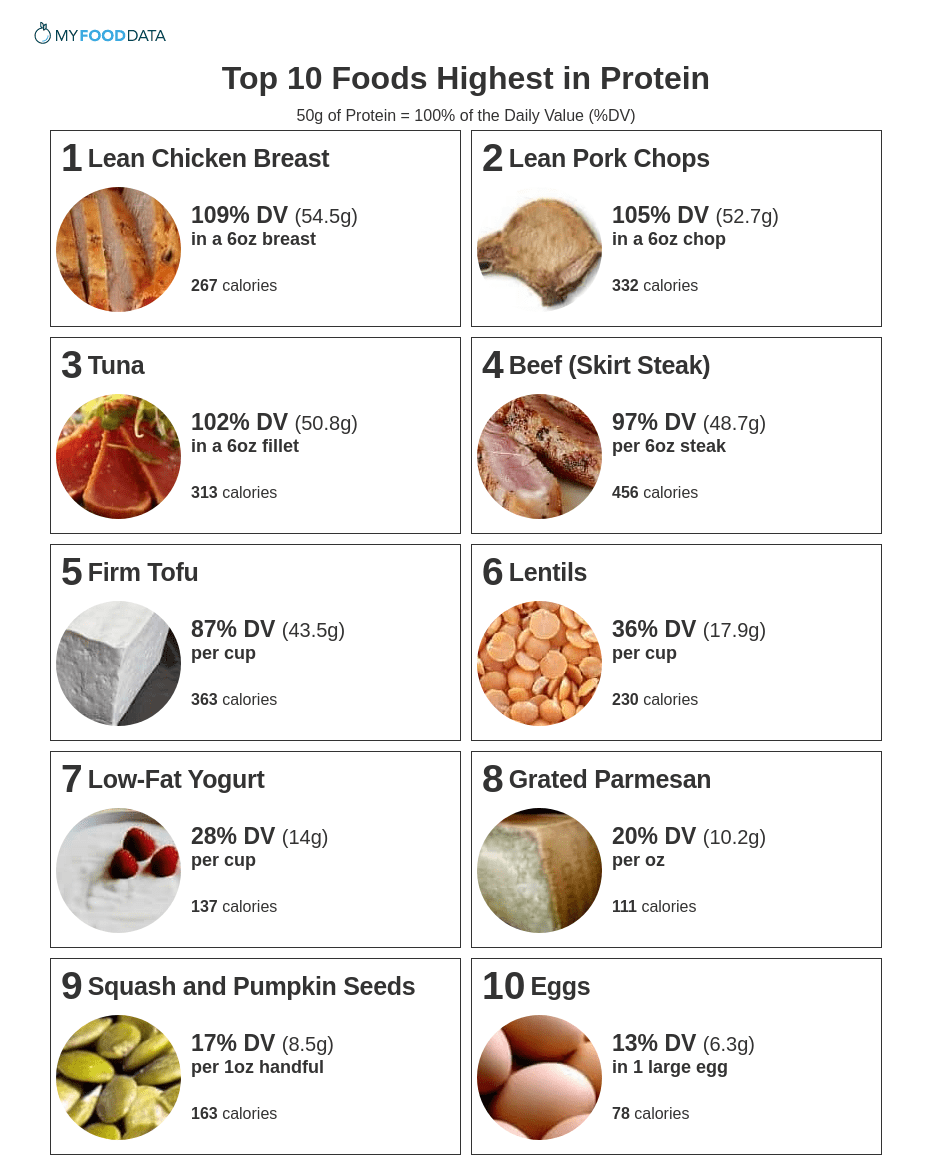 MYFOODDATA
Top 10 Foods Highest in Protein
50g of Protein = 100% of the Daily Value (%DV)
1 Lean Chicken Breast
109% DV (54.5g)
in a 6oz breast
267 calories
2 Lean Pork Chops
105% DV (52.7g)
in a 6oz chop
332 calories
3 Tuna
102% DV (50.8g)
in a 6oz fillet
313 calories
4 Beef (Skirt Steak)
97% DV (48.7g)
per 6oz steak
456 calories
5 Firm Tofu
87% DV (43.5g)
per cup
363 calories
6 Lentils
36% DV (17.9g)
per cup
230 calories
7 Low-Fat Yogurt
28% DV (14g)
per cup
137 calories
8 Grated Parmesan
20% DV (10.2g)
per oz
111 calories
9 Squash and Pumpkin Seeds
17% DV (8.5g)
per 1oz handful
163 calories
10 Eggs
13% DV (6.3g)
in 1 large egg
78 calories